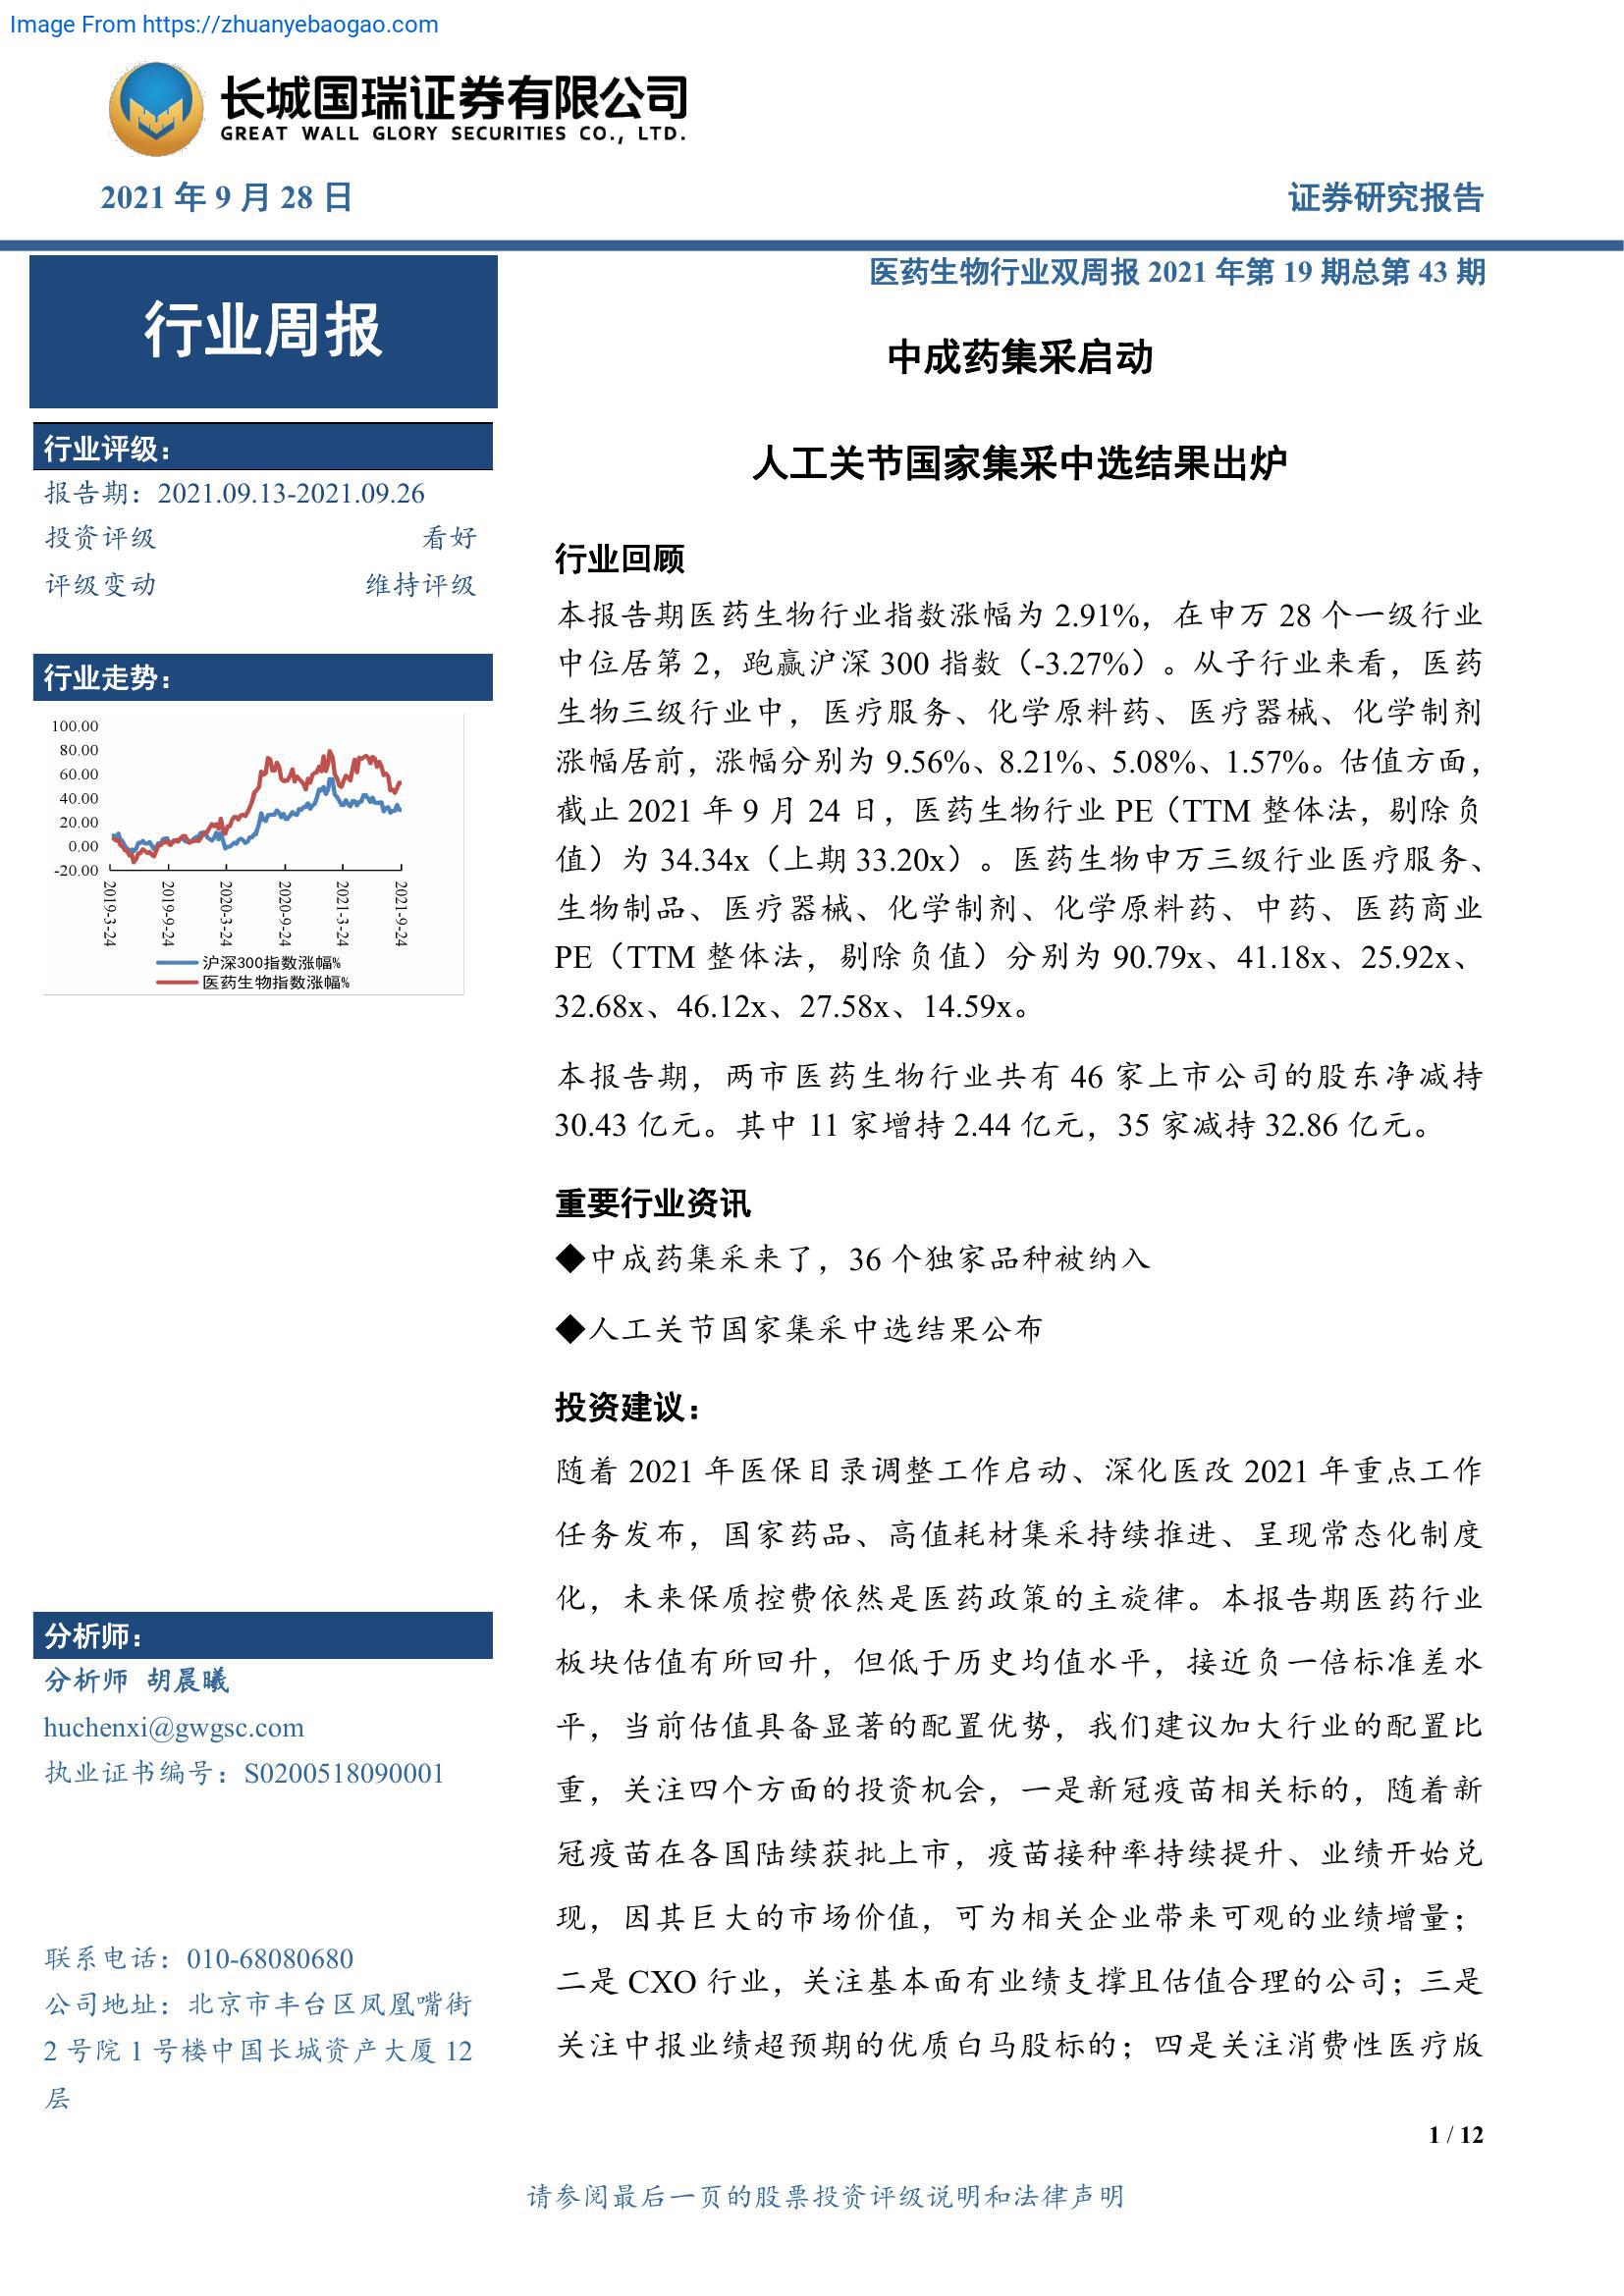 Image From https://zhuanyebaogao.com
长城国瑞证券有限公司
GREAT WALL GLORY SECURITIES CO., LTD.
2021 年 9 月 28 日
证券研究报告
医药生物行业双周报 2021 年第 19 期总第 43 期
行业周报
行业评级：
报告期：2021.09.13-2021.09.26
投资评级 看好
评级变动 维持评级
行业走势：
100.00
80.00
60.00
40.00
20.00
0.00
-20.00
2019-3-24
2019-9-24
2020-3-24
2020-9-24
2021-3-24
2021-9-24
沪深300指数涨幅%
医药生物指数涨幅%
分析师：
分析师 胡晨曦
huchenxi@gwgsc.com
执业证书编号：S0200518090001
联系电话：010-68080680
公司地址：北京市丰台区凤凰嘴街
2 号院 1 号楼中国长城资产大厦 12
层
中成药集采启动
人工关节国家集采中选结果出炉
行业回顾
本报告期医药生物行业指数涨幅为 2.91%，在申万 28 个一级行业
中位居第 2，跑赢沪深 300 指数（-3.27%）。从子行业来看，医药
生物三级行业中，医疗服务、化学原料药、医疗器械、化学制剂
涨幅居前，涨幅分别为 9.56%、8.21%、5.08%、1.57%。估值方面，
截止 2021 年 9 月 24 日，医药生物行业 PE（TTM 整体法，剔除负
值）为 34.34x（上期 33.20x）。医药生物申万三级行业医疗服务、
生物制品、医疗器械、化学制剂、化学原料药、中药、医药商业
PE（TTM 整体法，剔除负值）分别为 90.79x、41.18x、25.92x、
32.68x、46.12x、27.58x、14.59x。
本报告期，两市医药生物行业共有 46 家上市公司的股东净减持
30.43 亿元。其中 11 家增持 2.44 亿元，35 家减持 32.86 亿元。
重要行业资讯
◆中成药集采来了，36 个独家品种被纳入
◆人工关节国家集采中选结果公布
投资建议：
随着 2021 年医保目录调整工作启动、深化医改 2021 年重点工作
任务发布，国家药品、高值耗材集采持续推进、呈现常态化制度
化，未来保质控费依然是医药政策的主旋律。本报告期医药行业
板块估值有所回升，但低于历史均值水平，接近负一倍标准差水
平，当前估值具备显著的配置优势，我们建议加大行业的配置比
重，关注四个方面的投资机会，一是新冠疫苗相关标的，随着新
冠疫苗在各国陆续获批上市，疫苗接种率持续提升、业绩开始兑
现，因其巨大的市场价值，可为相关企业带来可观的业绩增量；
二是 CXO 行业，关注基本面有业绩支撑且估值合理的公司；三是
关注中报业绩超预期的优质白马股标的；四是关注消费性医疗版
1 / 12
请参阅最后一页的股票投资评级说明和法律声明